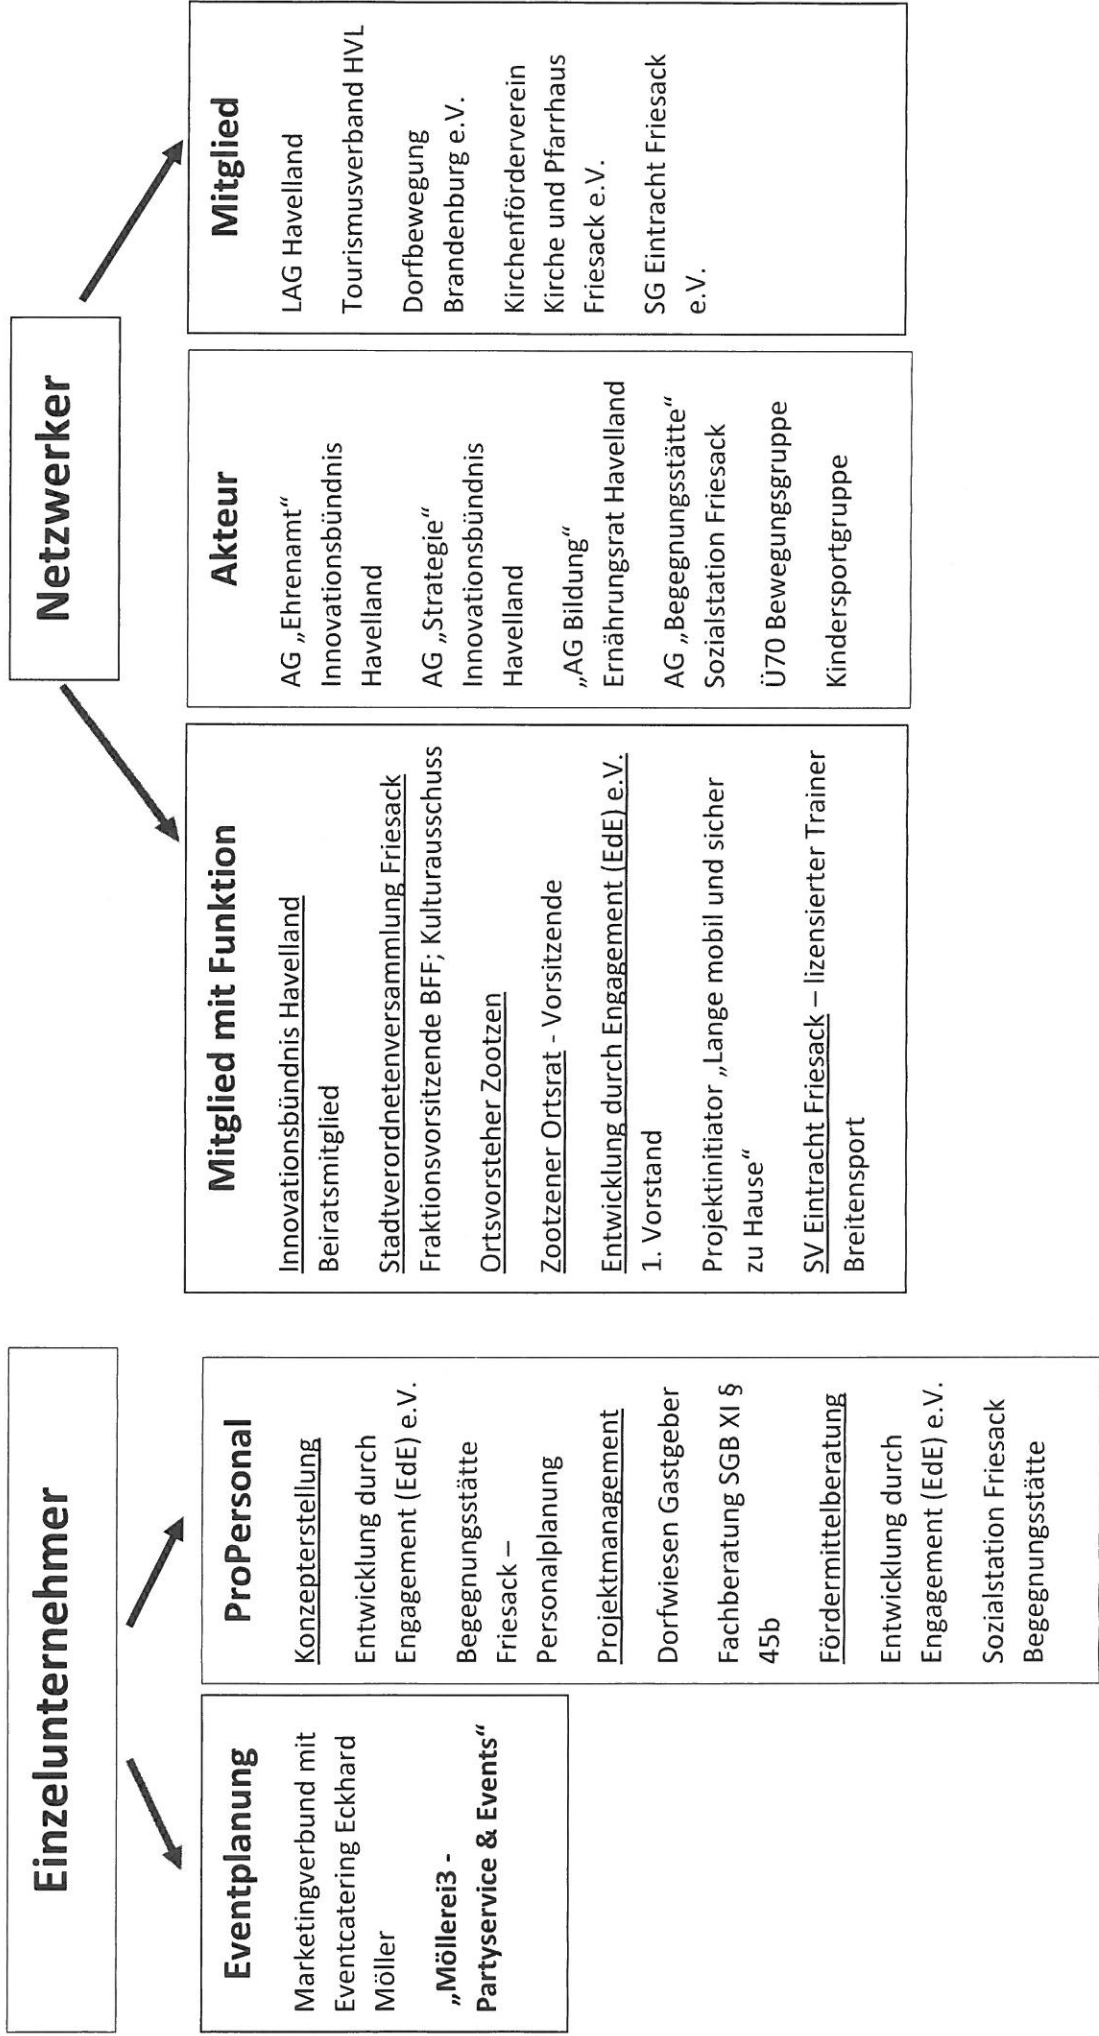 Einzelunternehmer
Eventplanung
Marketingverbund mit
Eventcatering Eckhard
Möller
„Möllerei3 -
Partyservice & Events“
ProPersonal
Konzepterstellung
Entwicklung durch
Engagement (EdE) e.V.
Begegnungsstätte
Friesack –
Personalplanung
Projektmanagement
Dorfwiesen Gastgeber
Fachberatung SGB XI §
45b
Fördermittelberatung
Entwicklung durch
Engagement (EdE) e.V.
Sozialstation Friesack
Begegnungsstätte
Netzwerker
Mitglied mit Funktion
Innovationsbündnis Havelland
Beiratsmitglied
Stadtverordnetenversammlung Friesack
Fraktionsvorsitzende BFF; Kulturausschuss
Ortsvorsteher Zootzen
Zootzener Ortsrat - Vorsitzende
Entwicklung durch Engagement (EdE) e.V.
1. Vorstand
Projektinitiator „Lange mobil und sicher
zu Hause“
SV Eintracht Friesack – lizensierter Trainer
Breitensport
Akteur
AG „Ehrenamt“
Innovationsbündnis
Havelland
AG „Strategie“
Innovationsbündnis
Havelland
„AG Bildung“
Ernährungsrat Havelland
AG „Begegnungsstätte“
Sozialstation Friesack
Ü70 Bewegungsgruppe
Kindersportgruppe
Mitglied
LAG Havelland
Tourismusverband HVL
Dorfbewegung
Brandenburg e.V.
Kirchenförderverein
Kirche und Pfarrhaus
Friesack e.V.
SG Eintracht Friesack
e.V.